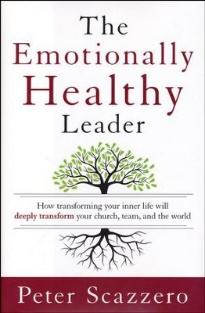 The
Emotionally
Healthy
Leader
How transforming your inner life will
deeply transform your church, team, and the world
Peter Scazzero